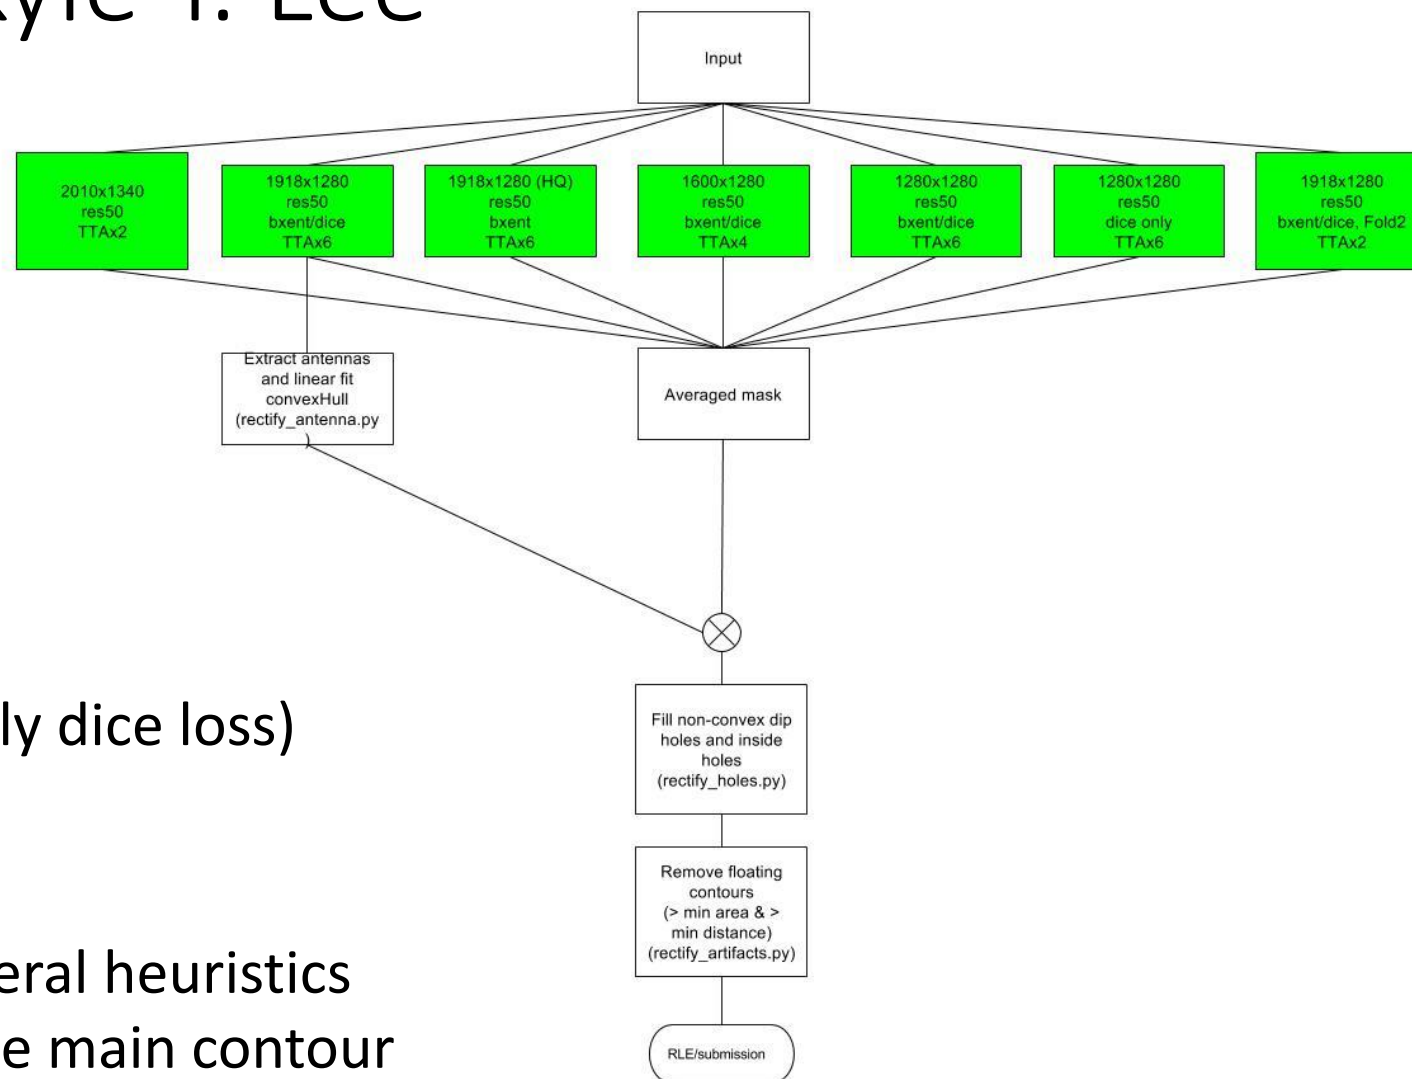 Kyle T. Lee
Input
2010x1340
res50
TTAx2
1918x1280
res50
bxent/dice
TTAx6
1918x1280 (HQ)
res50
bxent
TTAx6
1600x1280
res50
bxent/dice
TTAx4
1280x1280
res50
bxent/dice
TTAx6
1280x1280
res50
dice only
TTAx6
1918x1280
res50
bxent/dice, Fold2
TTAx2
Extract antennas
and linear fit
convexHull
(rectify_antenna.py
)
Averaged mask
ly dice loss)
Fill non-convex dip
holes and inside
holes
(rectify_holes.py)
Remove floating
contours
(> min area & >
min distance)
(rectify_artifacts.py)
eral heuristics
e main contour
RLE/submission